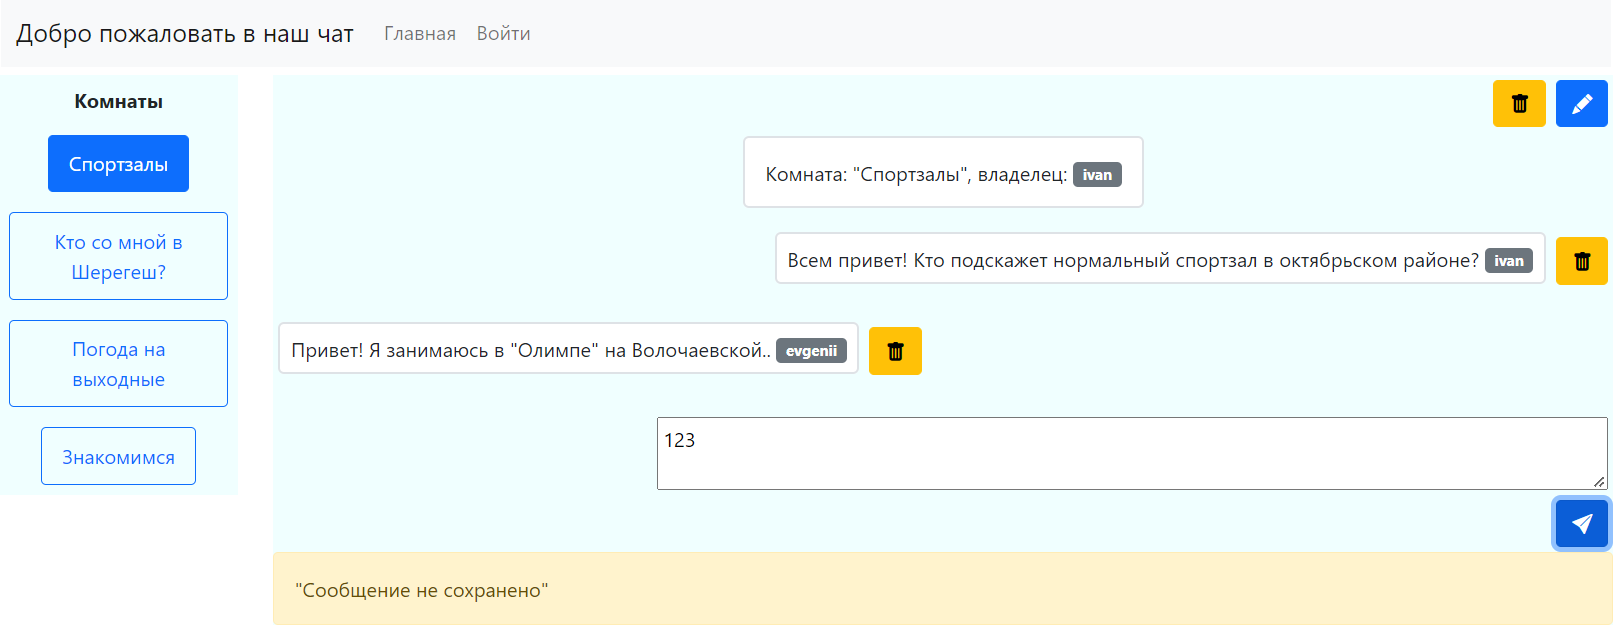 Добро пожаловать в наш чат Главная Войти
Комнаты
Спортзалы
Кто со мной в
Шерегеш?
Погода на
выходные
Знакомимся
Комната: "Спортзалы", владелец: ivan
Всем привет! Кто подскажет нормальный спортзал в октябрьском районе? ivan
Привет! Я занимаюсь в "Олимпе" на Волочаевской.. evgenii
123
"Сообщение не сохранено"